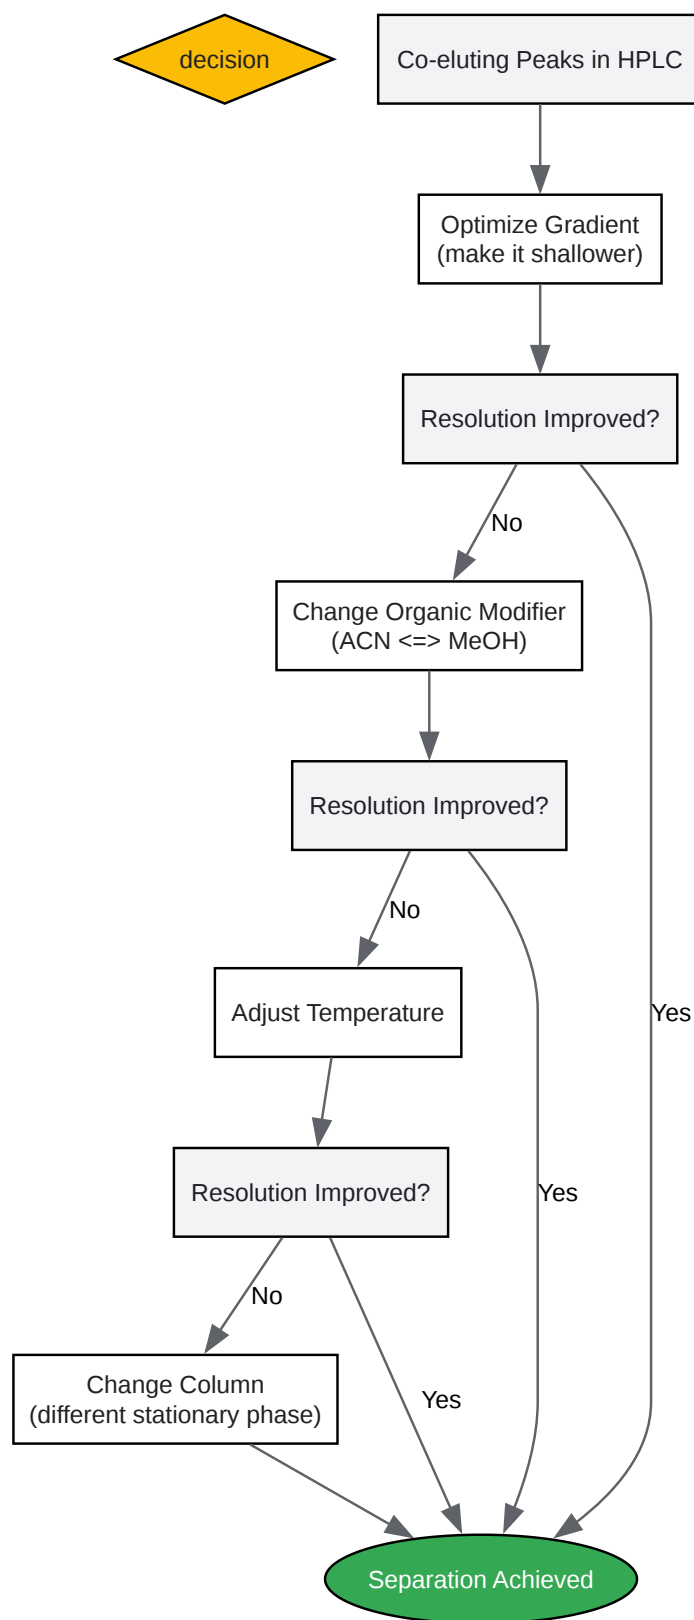 decision
Co-eluting Peaks in HPLC
Optimize Gradient
(make it shallower)
Resolution Improved?
No
Change Organic Modifier
(ACN <=> MeOH)
Resolution Improved?
No
Adjust Temperature
Yes
Resolution Improved?
Yes
No
Change Column
(different stationary phase)
Yes
Separation Achieved